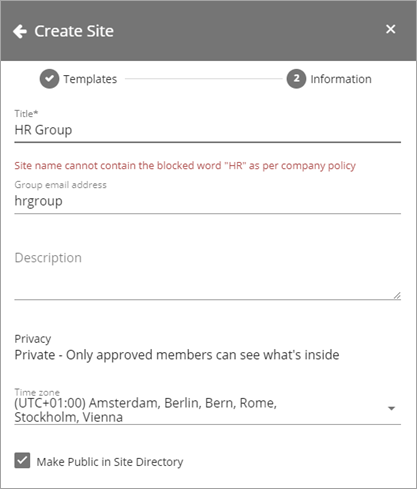 Create Site
Templates
2 Information
Title*
HR Group
Site name cannot contain the blocked word "HR" as per company policy
Group email address
hrgroup
Description
Privacy
Private - Only approved members can see what's inside
Time zone
(UTC+01:00) Amsterdam, Berlin, Bern, Rome,
Stockholm, Vienna
Make Public in Site Directory